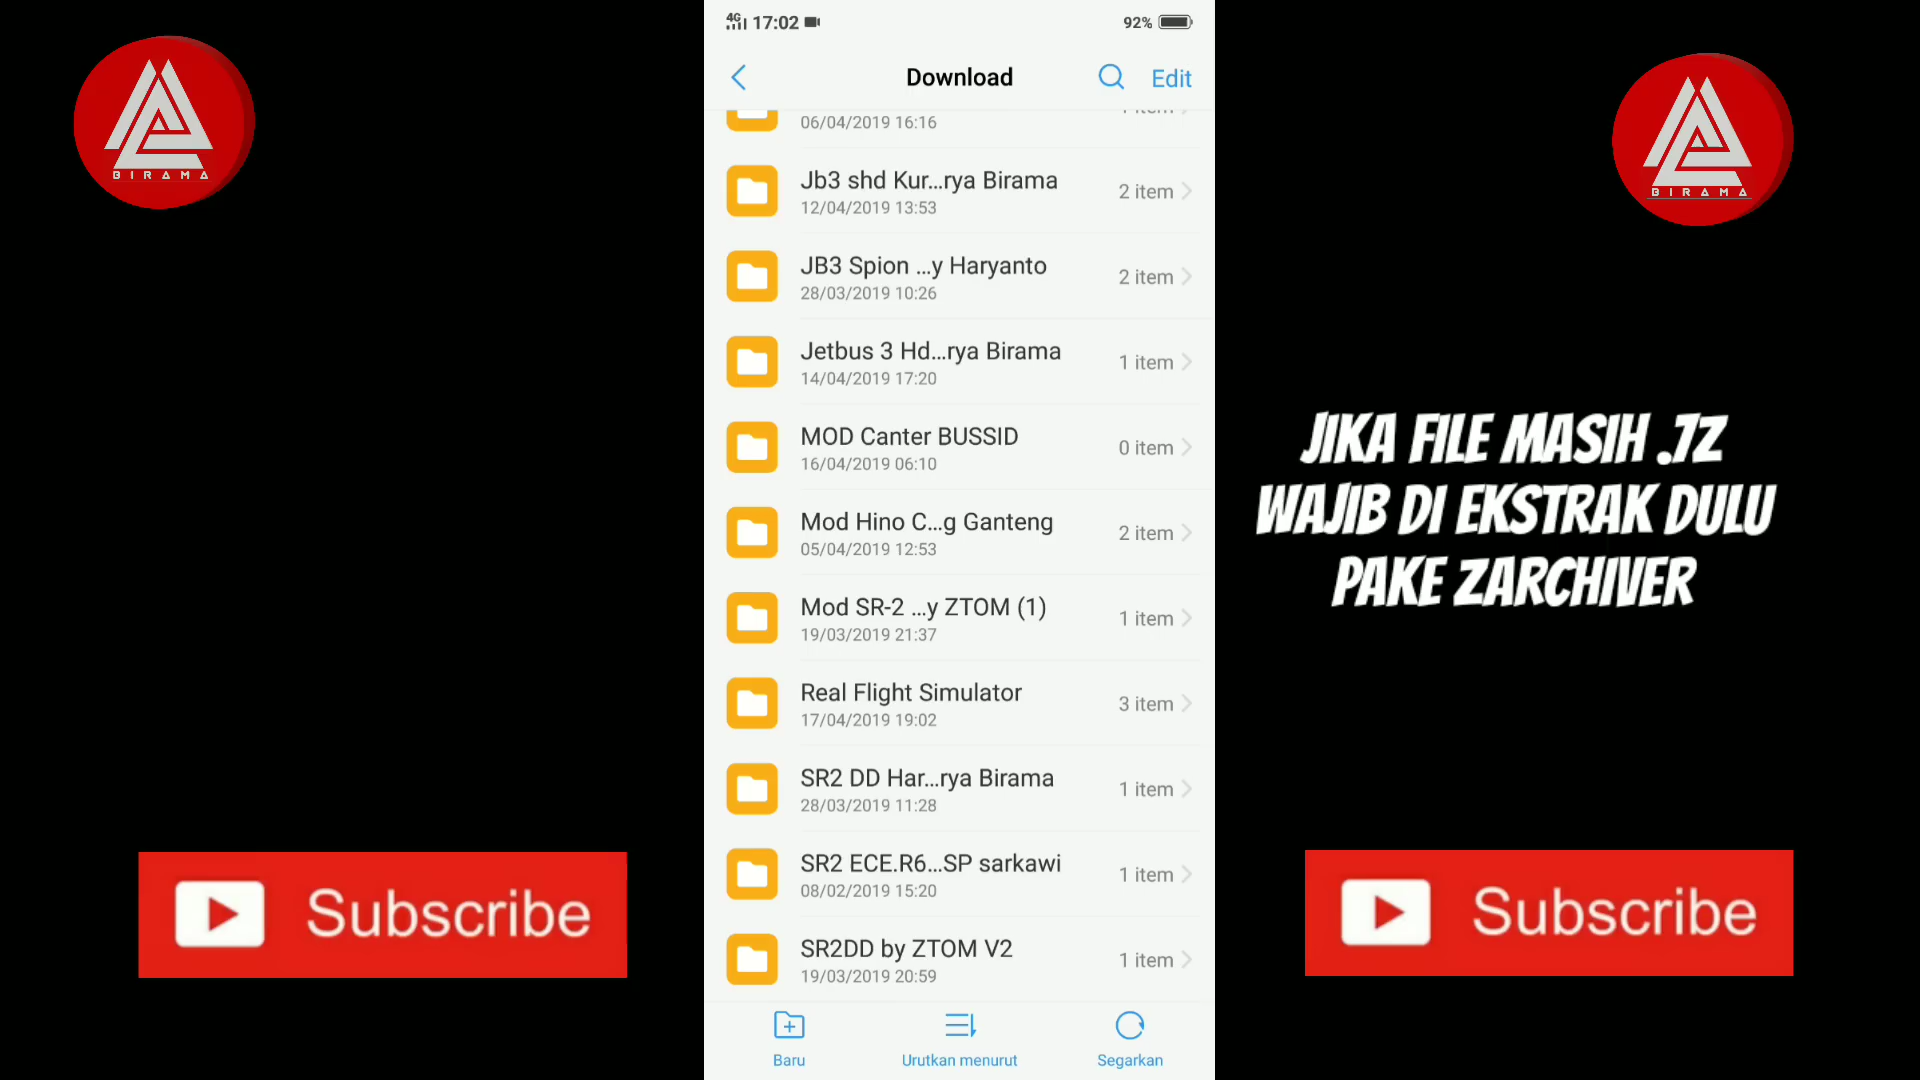 4G 17:02
92%
Download
Edit
06/04/2019 16:16
Jb3 shd Kur...rya Birama
12/04/2019 13:53
2 item
JB3 Spion ...y Haryanto
28/03/2019 10:26
2 item
Jetbus 3 Hd...rya Birama
14/04/2019 17:20
1 item
MOD Canter BUSSID
16/04/2019 06:10
0 item
Mod Hino C...g Ganteng
05/04/2019 12:53
2 item
Mod SR-2 ...y ZTOM (1)
19/03/2019 21:37
1 item
Real Flight Simulator
17/04/2019 19:02
3 item
SR2 DD Har...rya Birama
28/03/2019 11:28
1 item
SR2 ECE.R6...SP sarkawi
08/02/2019 15:20
1 item
SR2DD by ZTOM V2
19/03/2019 20:59
1 item
Baru
Urutkan menurut
Segarkan
BIRAMA
BIRAMA
JIKA FILE MASIH .7Z
WAJIB DI EKSTRAK DULU
PAKE ZARCHIVER
Subscribe
Subscribe